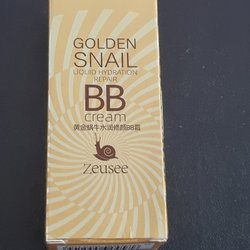 GOLDEN
SNAIL
LIQUID HYDRATION
REPAIR
BB
cream
黄金蜗牛水润修颜BB霜
Zeusee